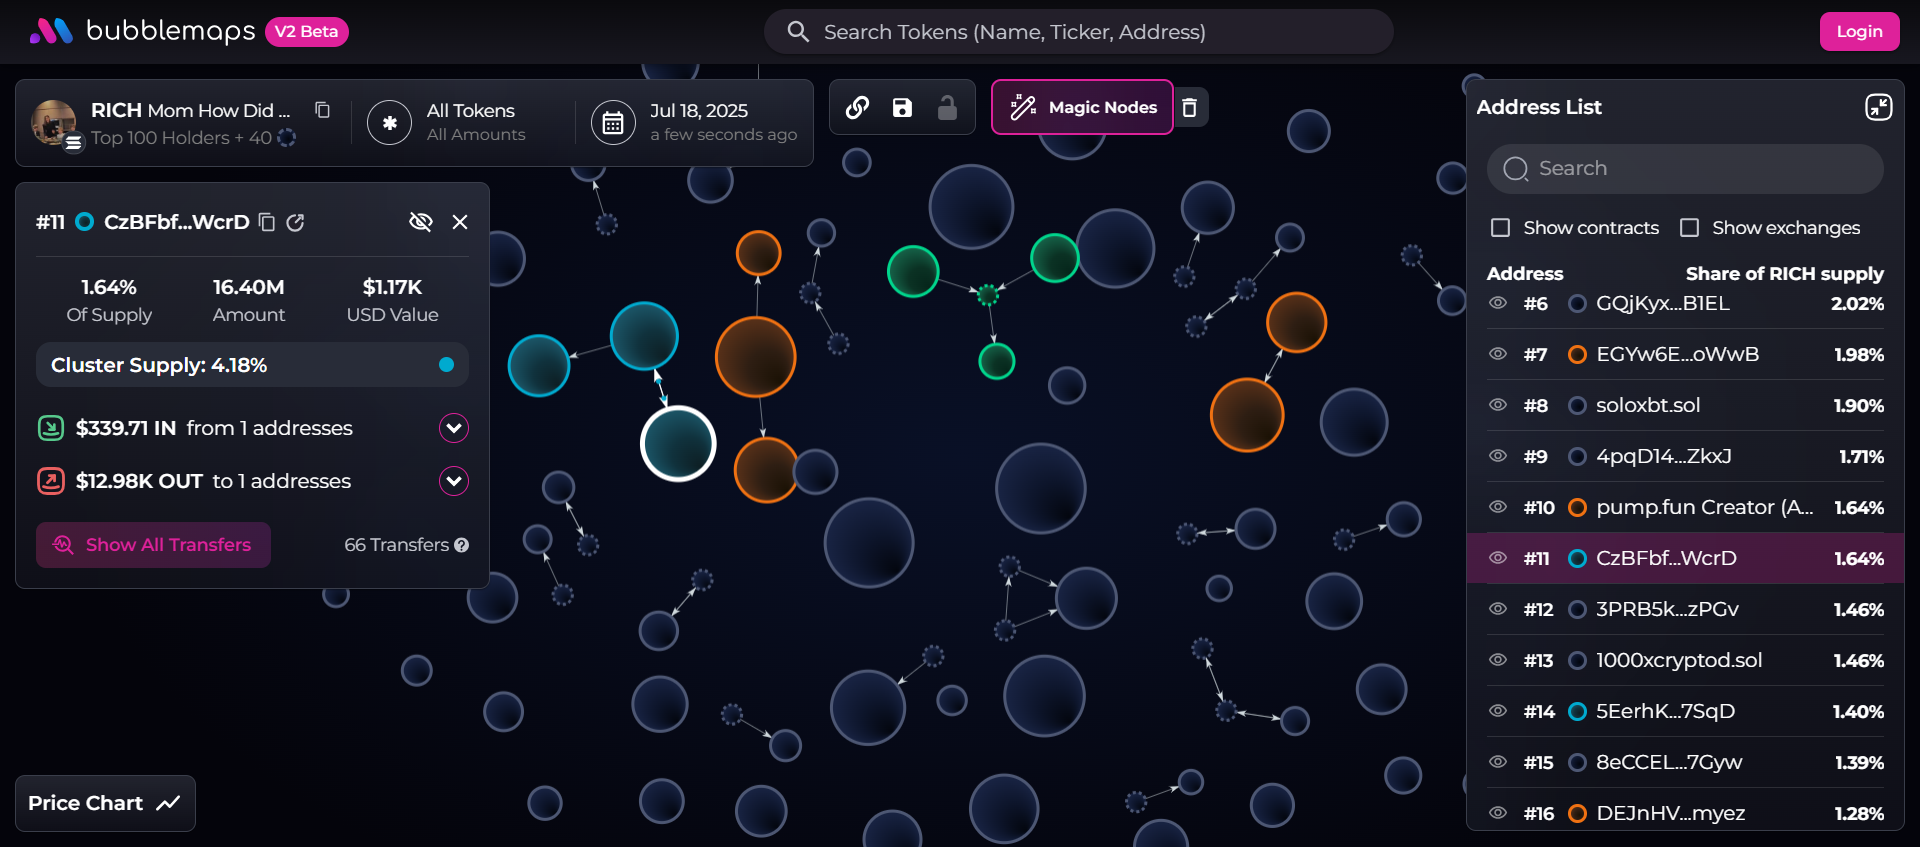 bubblemaps V2 Beta
Search Tokens (Name, Ticker, Address)
Login
RICH Mom How Did ...
Top 100 Holders + 40
All Tokens
All Amounts
Jul 18, 2025
a few seconds ago
Magic Nodes
#11 CzBFbf...WcrD
1.64% 16.40M $1.17K
Of Supply Amount USD Value
Cluster Supply: 4.18%
$339.71 IN from 1 addresses
$12.98K OUT to 1 addresses
Show All Transfers 66 Transfers ?
Price Chart
Address List
Search
Show contracts Show exchanges
Address Share of RICH supply
#6 GQjKyx...B1EL 2.02%
#7 EGYw6E...oWwB 1.98%
#8 soloxbt.sol 1.90%
#9 4pqD14...ZkxJ 1.71%
#10 pump.fun Creator (A... 1.64%
#11 CzBFbf...WcrD 1.64%
#12 3PRB5k...zPGv 1.46%
#13 1000xcryptod.sol 1.46%
#14 5EerhK...7SqD 1.40%
#15 8eCCEL...7Gyw 1.39%
#16 DEJnHV...myez 1.28%